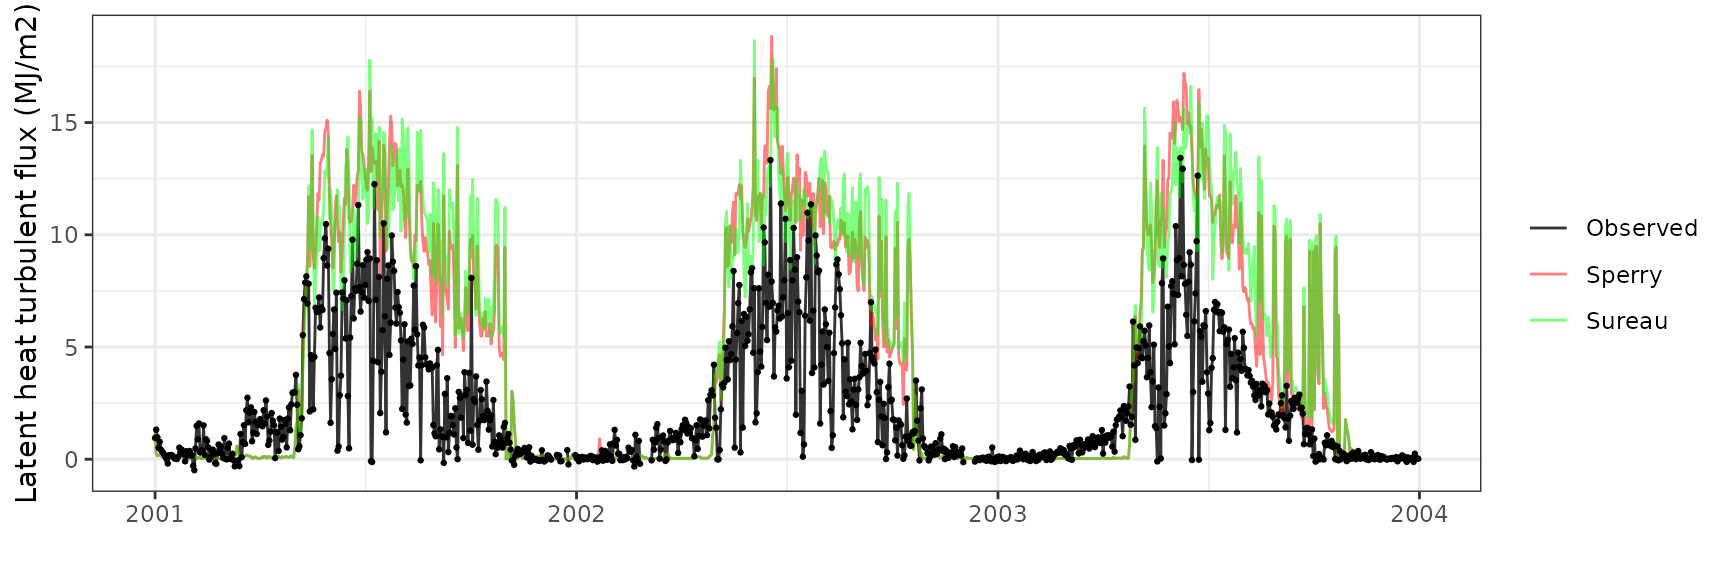 Latent heat turbulent flux (MJ/m2)
15
10
5
0
2001
2002
2003
2004
Observed
Sperry
Sureau